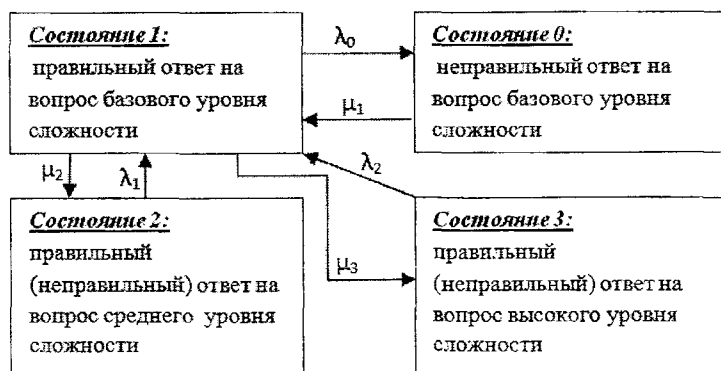 Состояние 1:
правильный ответ на
вопрос базового уровня
сложности
λ₀
Состояние 0:
неправильный ответ на
вопрос базового уровня
сложности
μ₁
μ₂
λ₁
λ₂
Состояние 2:
правильный
(неправильный) ответ на
вопрос среднего уровня
сложности
μ₃
Состояние 3:
правильный
(неправильный) ответ на
вопрос высокого уровня
сложности